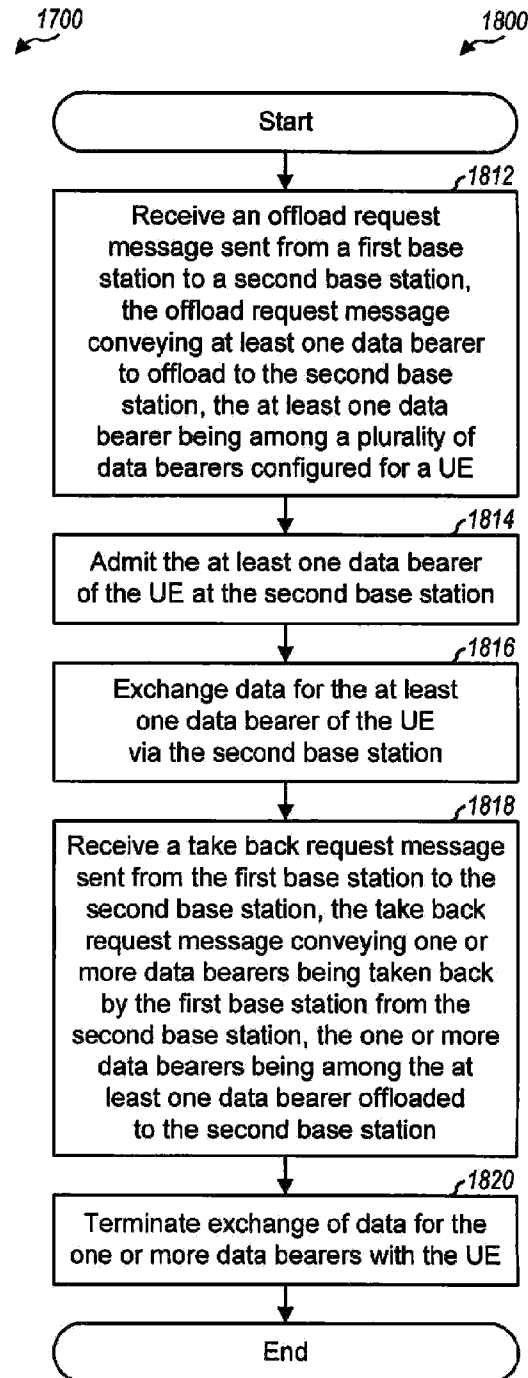 1700
1800
Start
1812
Receive an offload request
message sent from a first base
station to a second base station,
the offload request message
conveying at least one data bearer
to offload to the second base
station, the at least one data
bearer being among a plurality of
data bearers configured for a UE
1814
Admit the at least one data bearer
of the UE at the second base station
1816
Exchange data for the at least
one data bearer of the UE
via the second base station
1818
Receive a take back request message
sent from the first base station to the
second base station, the take back
request message conveying one or
more data bearers being taken back
by the first base station from the
second base station, the one or more
data bearers being among the at
least one data bearer offloaded
to the second base station
1820
Terminate exchange of data for the
one or more data bearers with the UE
End